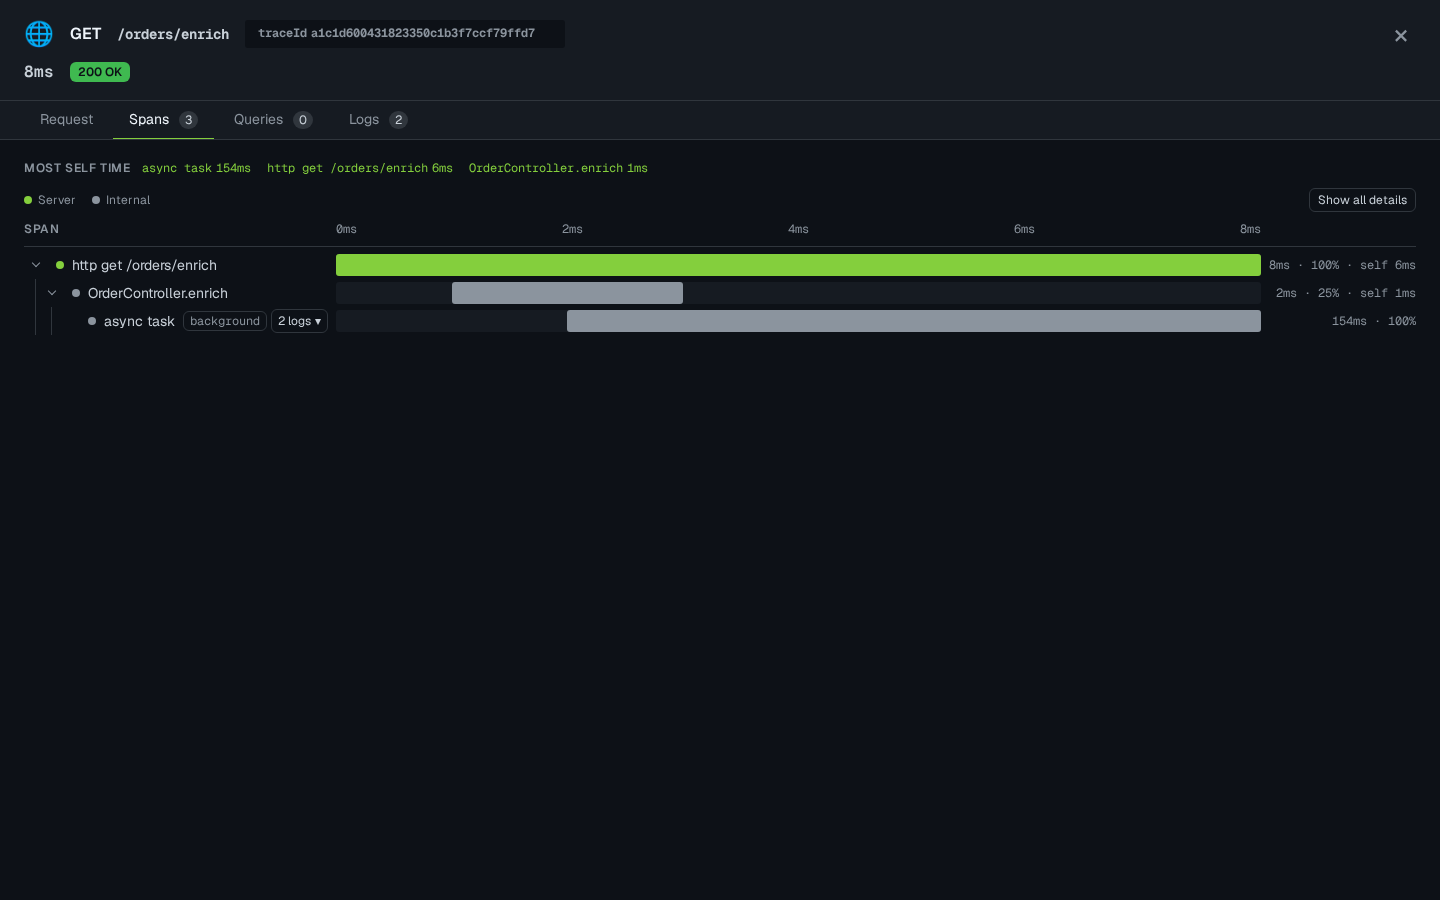 GET /orders/enrich traceId a1c1d600431823350c1b3f7ccf79ffd7 ×
8ms 200 OK
Request Spans 3 Queries 0 Logs 2
MOST SELF TIME async task 154ms http get /orders/enrich 6ms OrderController.enrich 1ms
Server Internal Show all details
SPAN 0ms 2ms 4ms 6ms 8ms
http get /orders/enrich 8ms · 100% · self 6ms
OrderController.enrich 2ms · 25% · self 1ms
async task background 2 logs ▾ 154ms · 100%